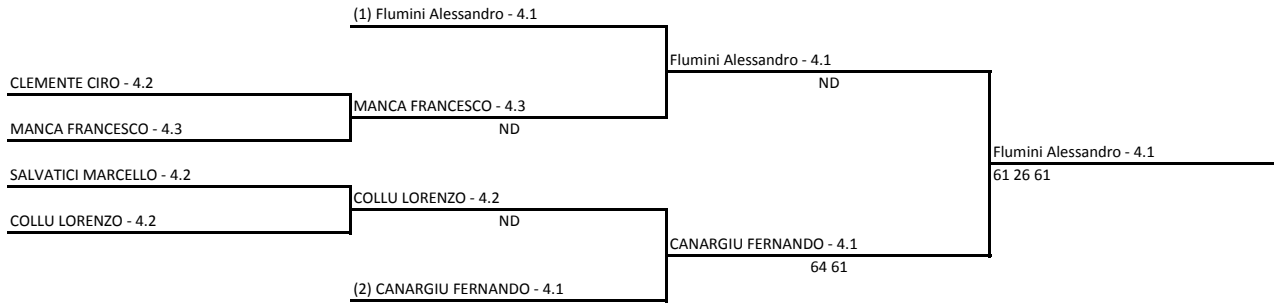 (1) Flumini Alessandro - 4.1
Flumini Alessandro - 4.1
ND
CLEMENTE CIRO - 4.2
MANCA FRANCESCO - 4.3
ND
MANCA FRANCESCO - 4.3
Flumini Alessandro - 4.1
61 26 61
SALVATICI MARCELLO - 4.2
COLLU LORENZO - 4.2
ND
COLLU LORENZO - 4.2
CANARGIU FERNANDO - 4.1
64 61
(2) CANARGIU FERNANDO - 4.1